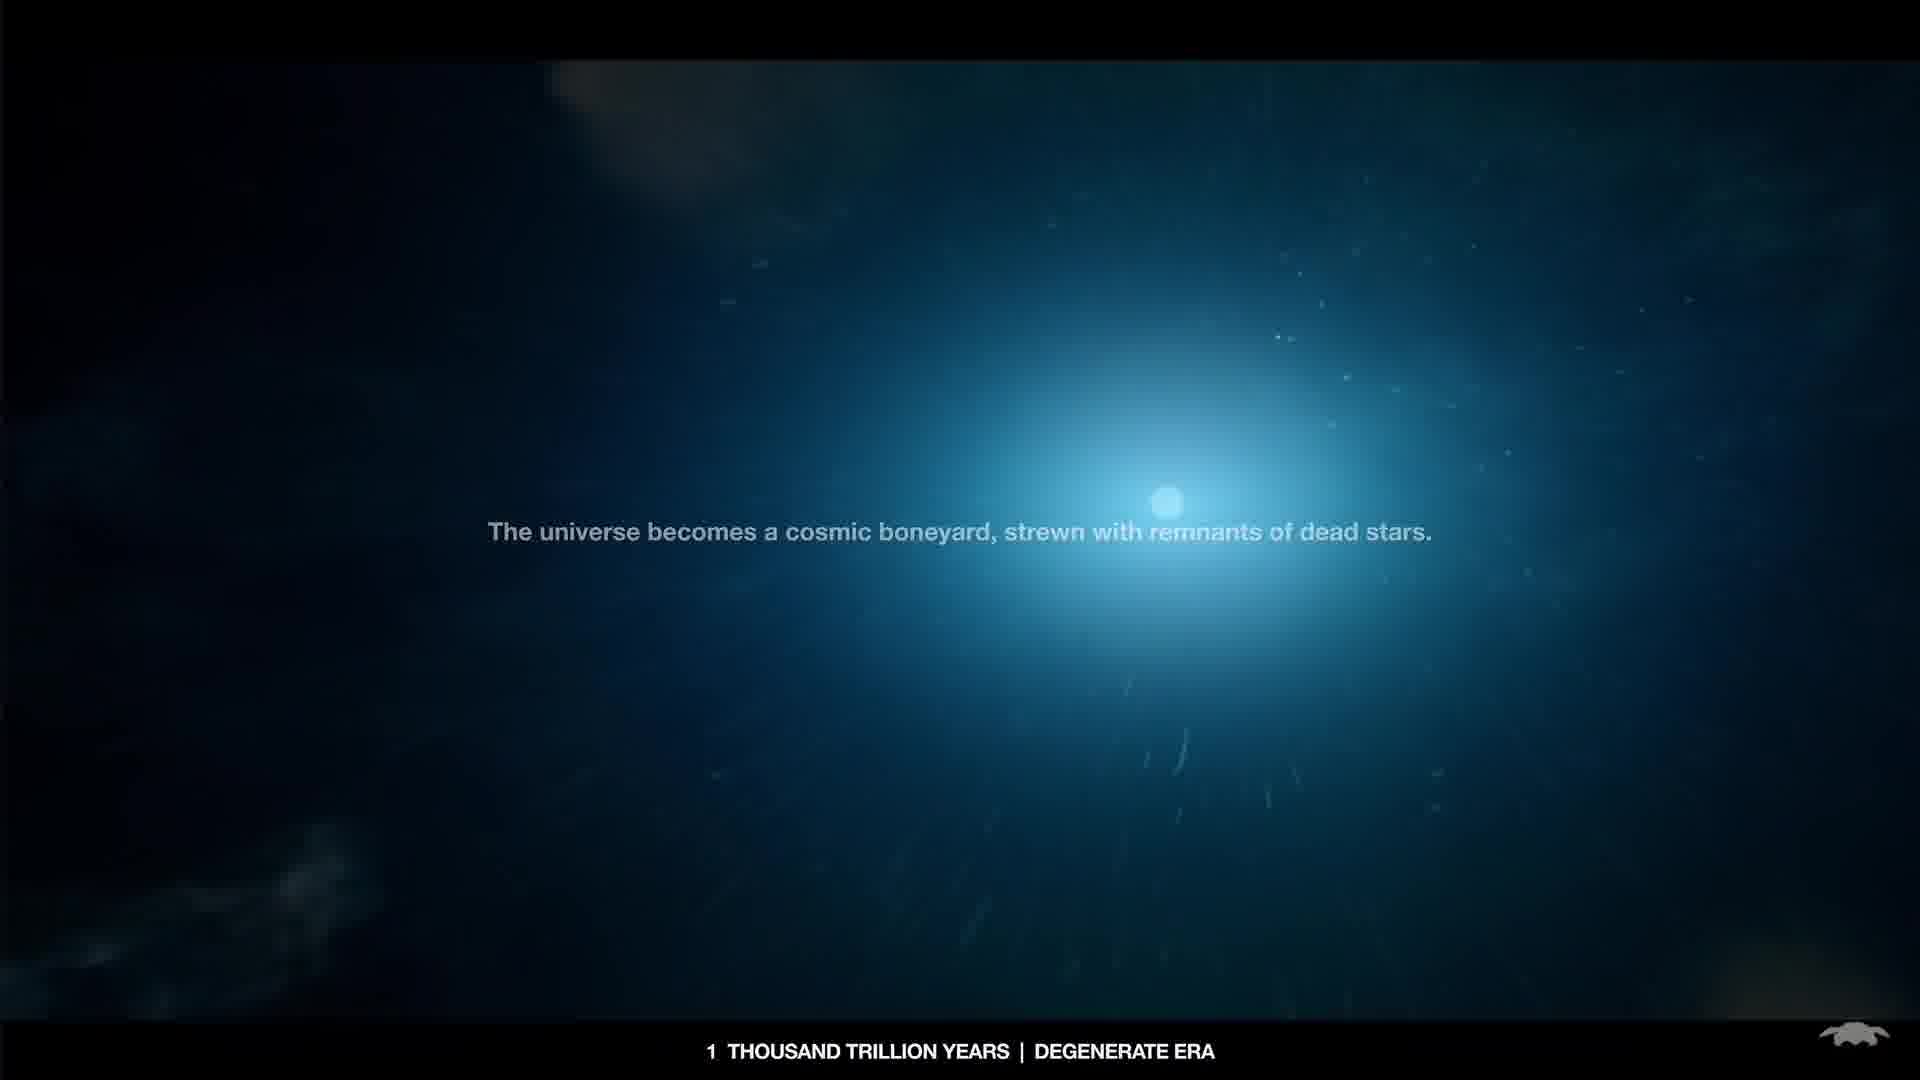 The universe becomes a cosmic boneyard, strewn with remnants of dead stars.
1 THOUSAND TRILLION YEARS | DEGENERATE ERA